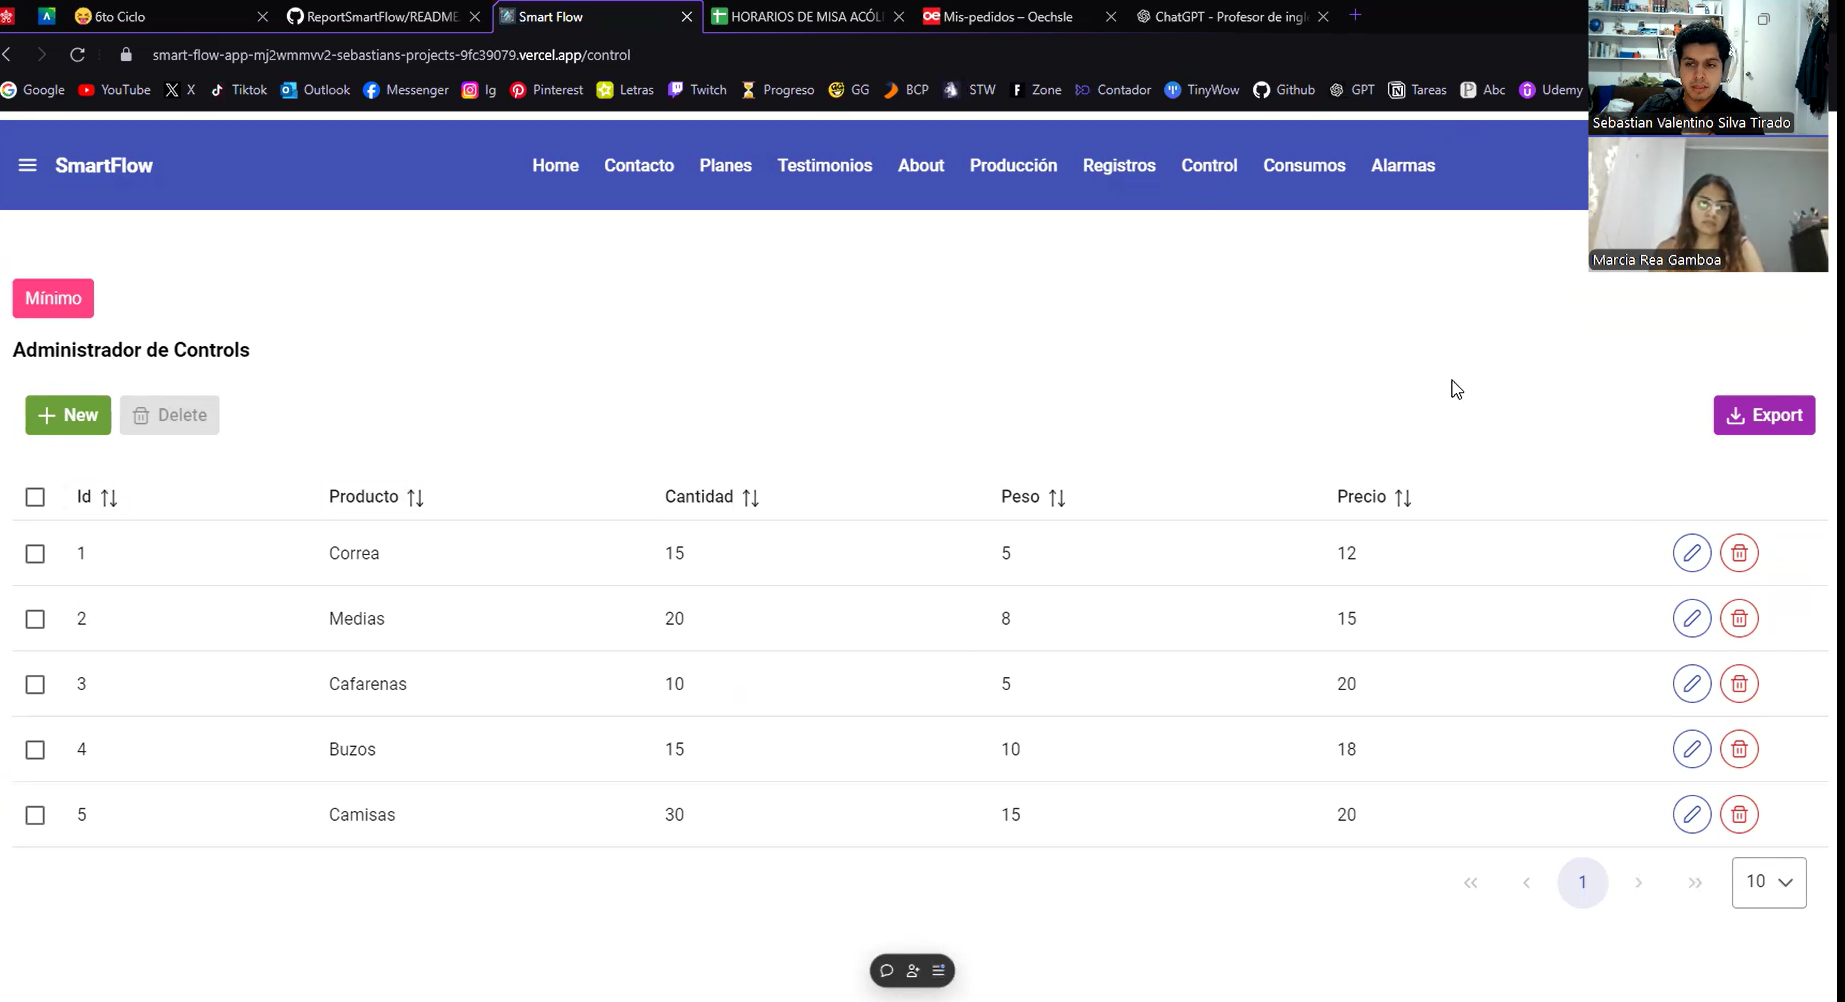 6to Ciclo
ReportSmartFlow/README
Smart Flow
HORARIOS DE MISA ACÓL
Mis-pedidos – Oechsle
ChatGPT - Profesor de ingl
smart-flow-app-mj2wmmvv2-sebastians-projects-9fc39079.vercel.app/control
Google YouTube X Tiktok Outlook Messenger Ig Pinterest Letras Twitch Progreso GG BCP STW Zone Contador TinyWow Github GPT Tareas Abc Udemy
Sebastian Valentino Silva Tirado
Marcia Rea Gamboa
SmartFlow
Home Contacto Planes Testimonios About Producción Registros Control Consumos Alarmas
Mínimo
Administrador de Controls
New Delete Export
Id Producto Cantidad Peso Precio
1 Correa 15 5 12
2 Medias 20 8 15
3 Cafarenas 10 5 20
4 Buzos 15 10 18
5 Camisas 30 15 20
1 10